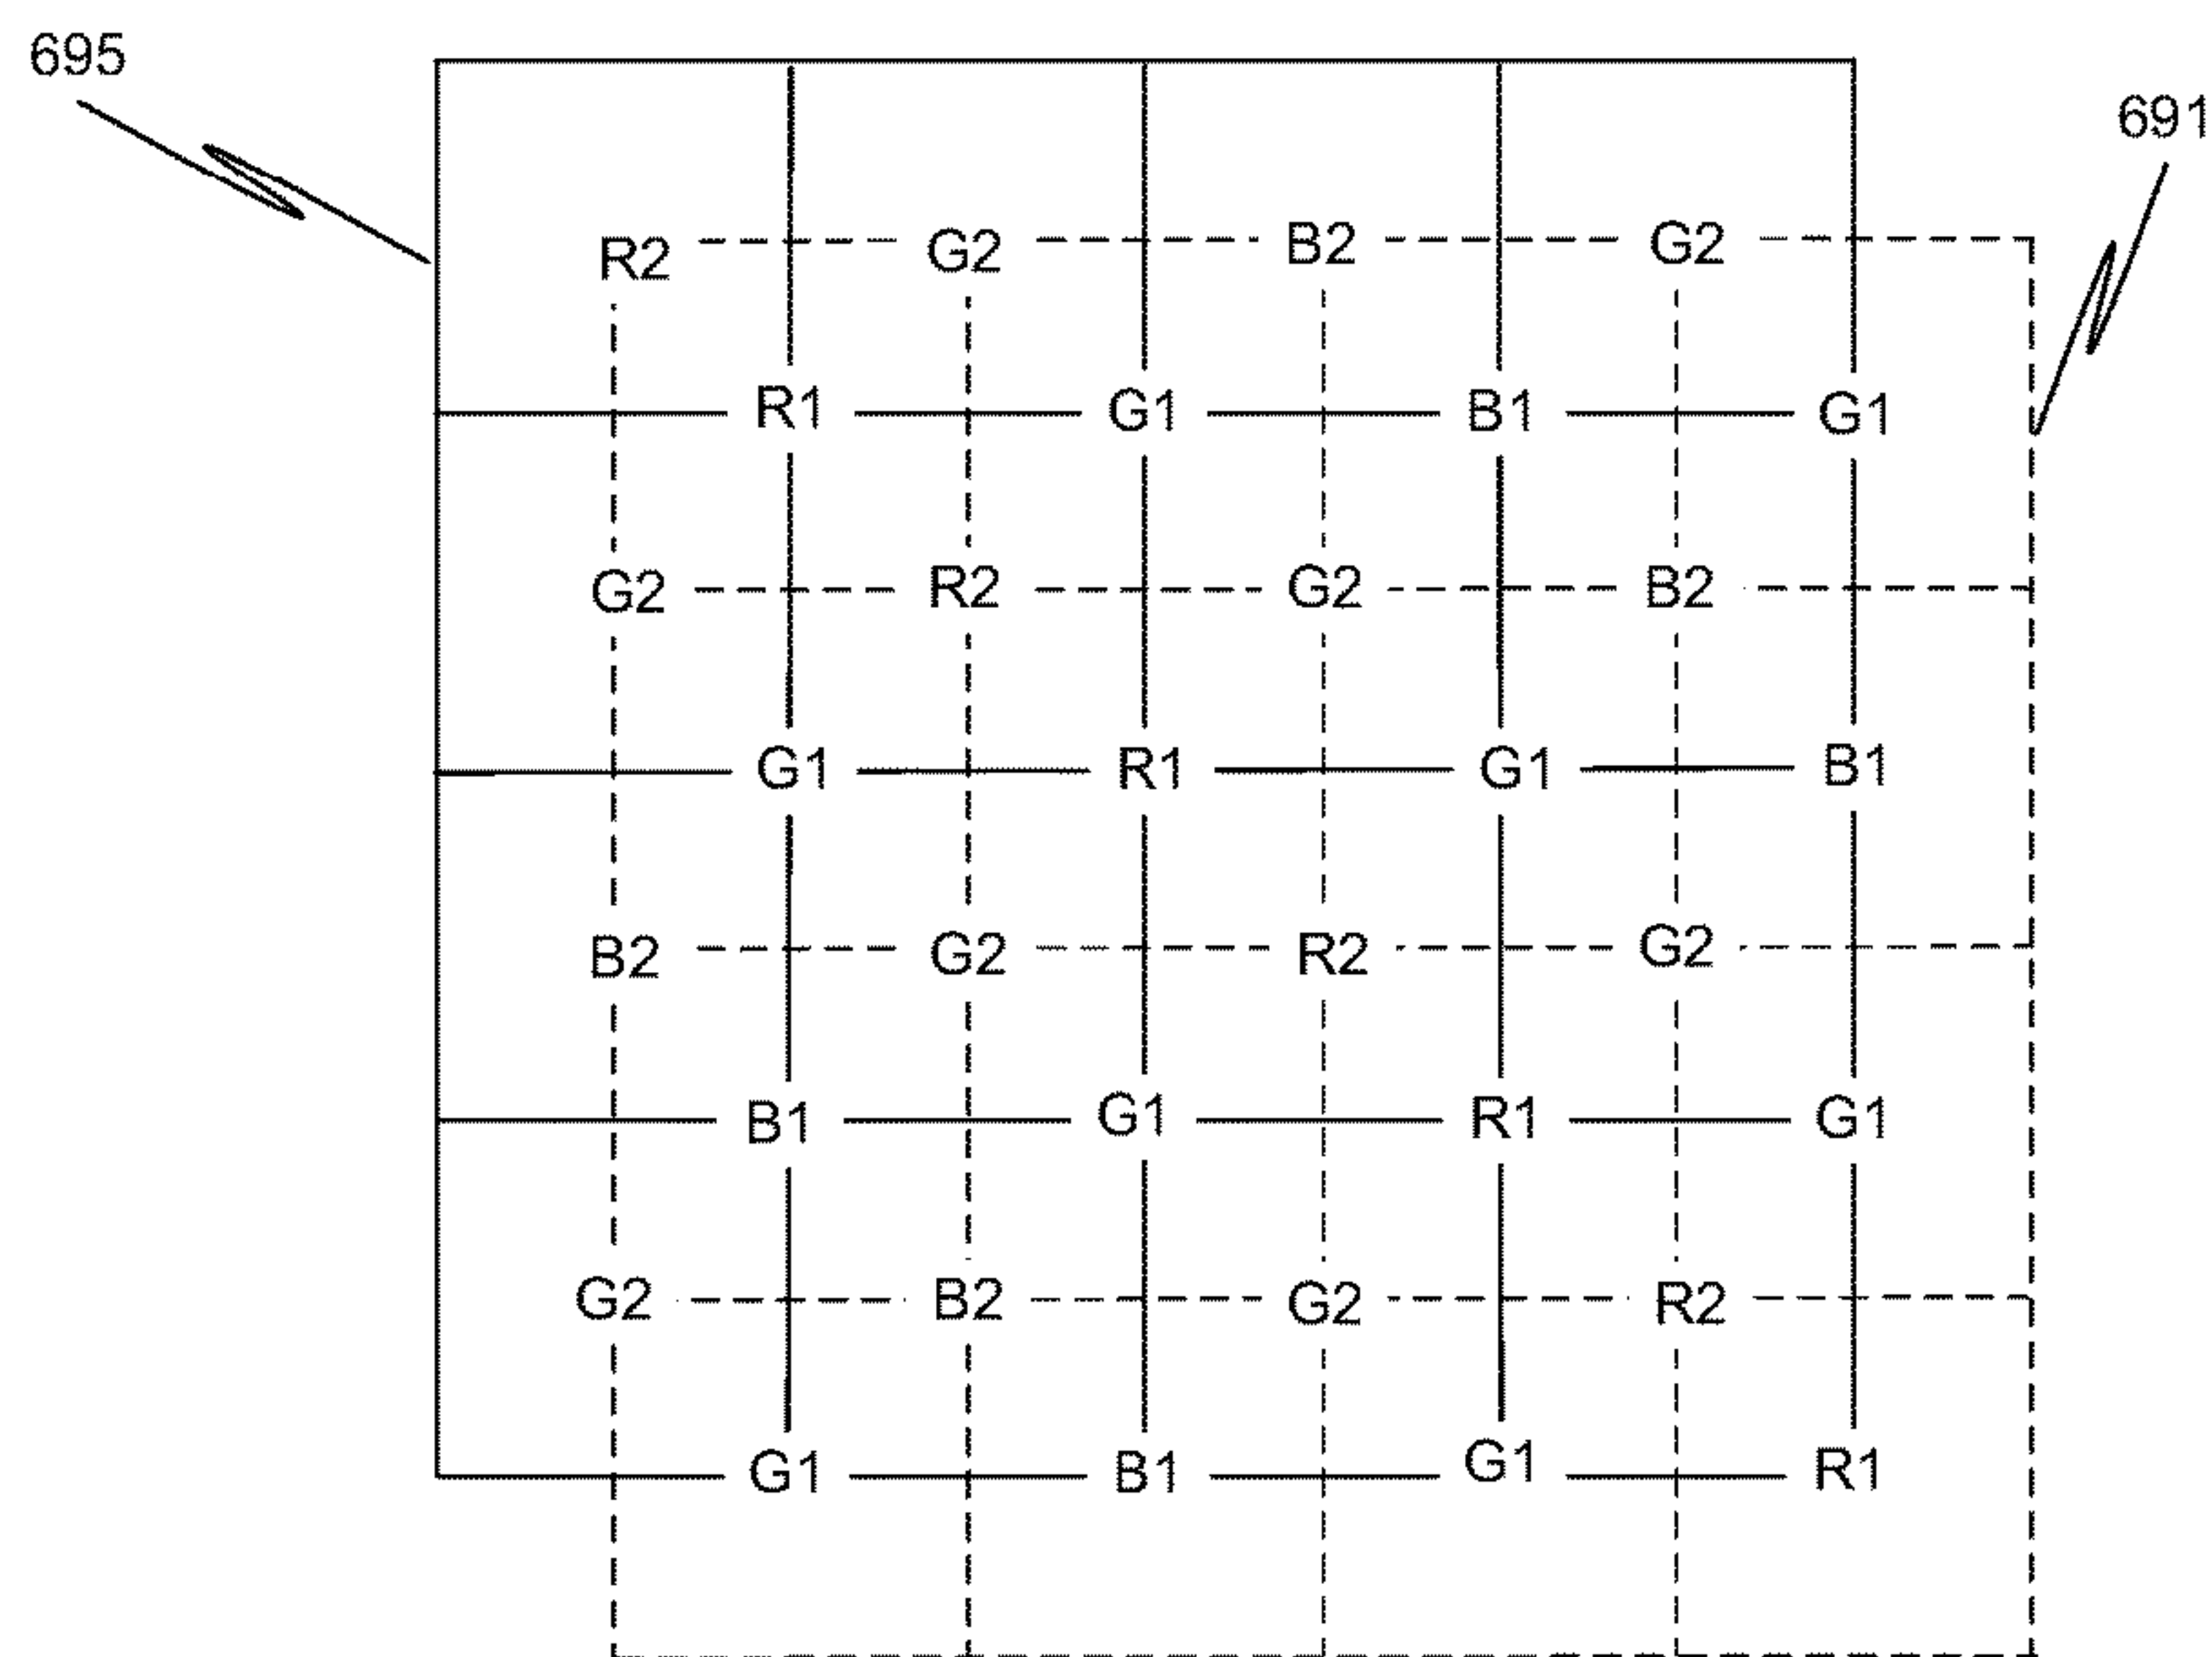 695
691
R2 G2 B2 G2
R1 G1 B1 G1
G2 R2 G2 B2
G1 R1 G1 B1
B2 G2 R2 G2
B1 G1 R1 G1
G2 B2 G2 R2
G1 B1 G1 R1